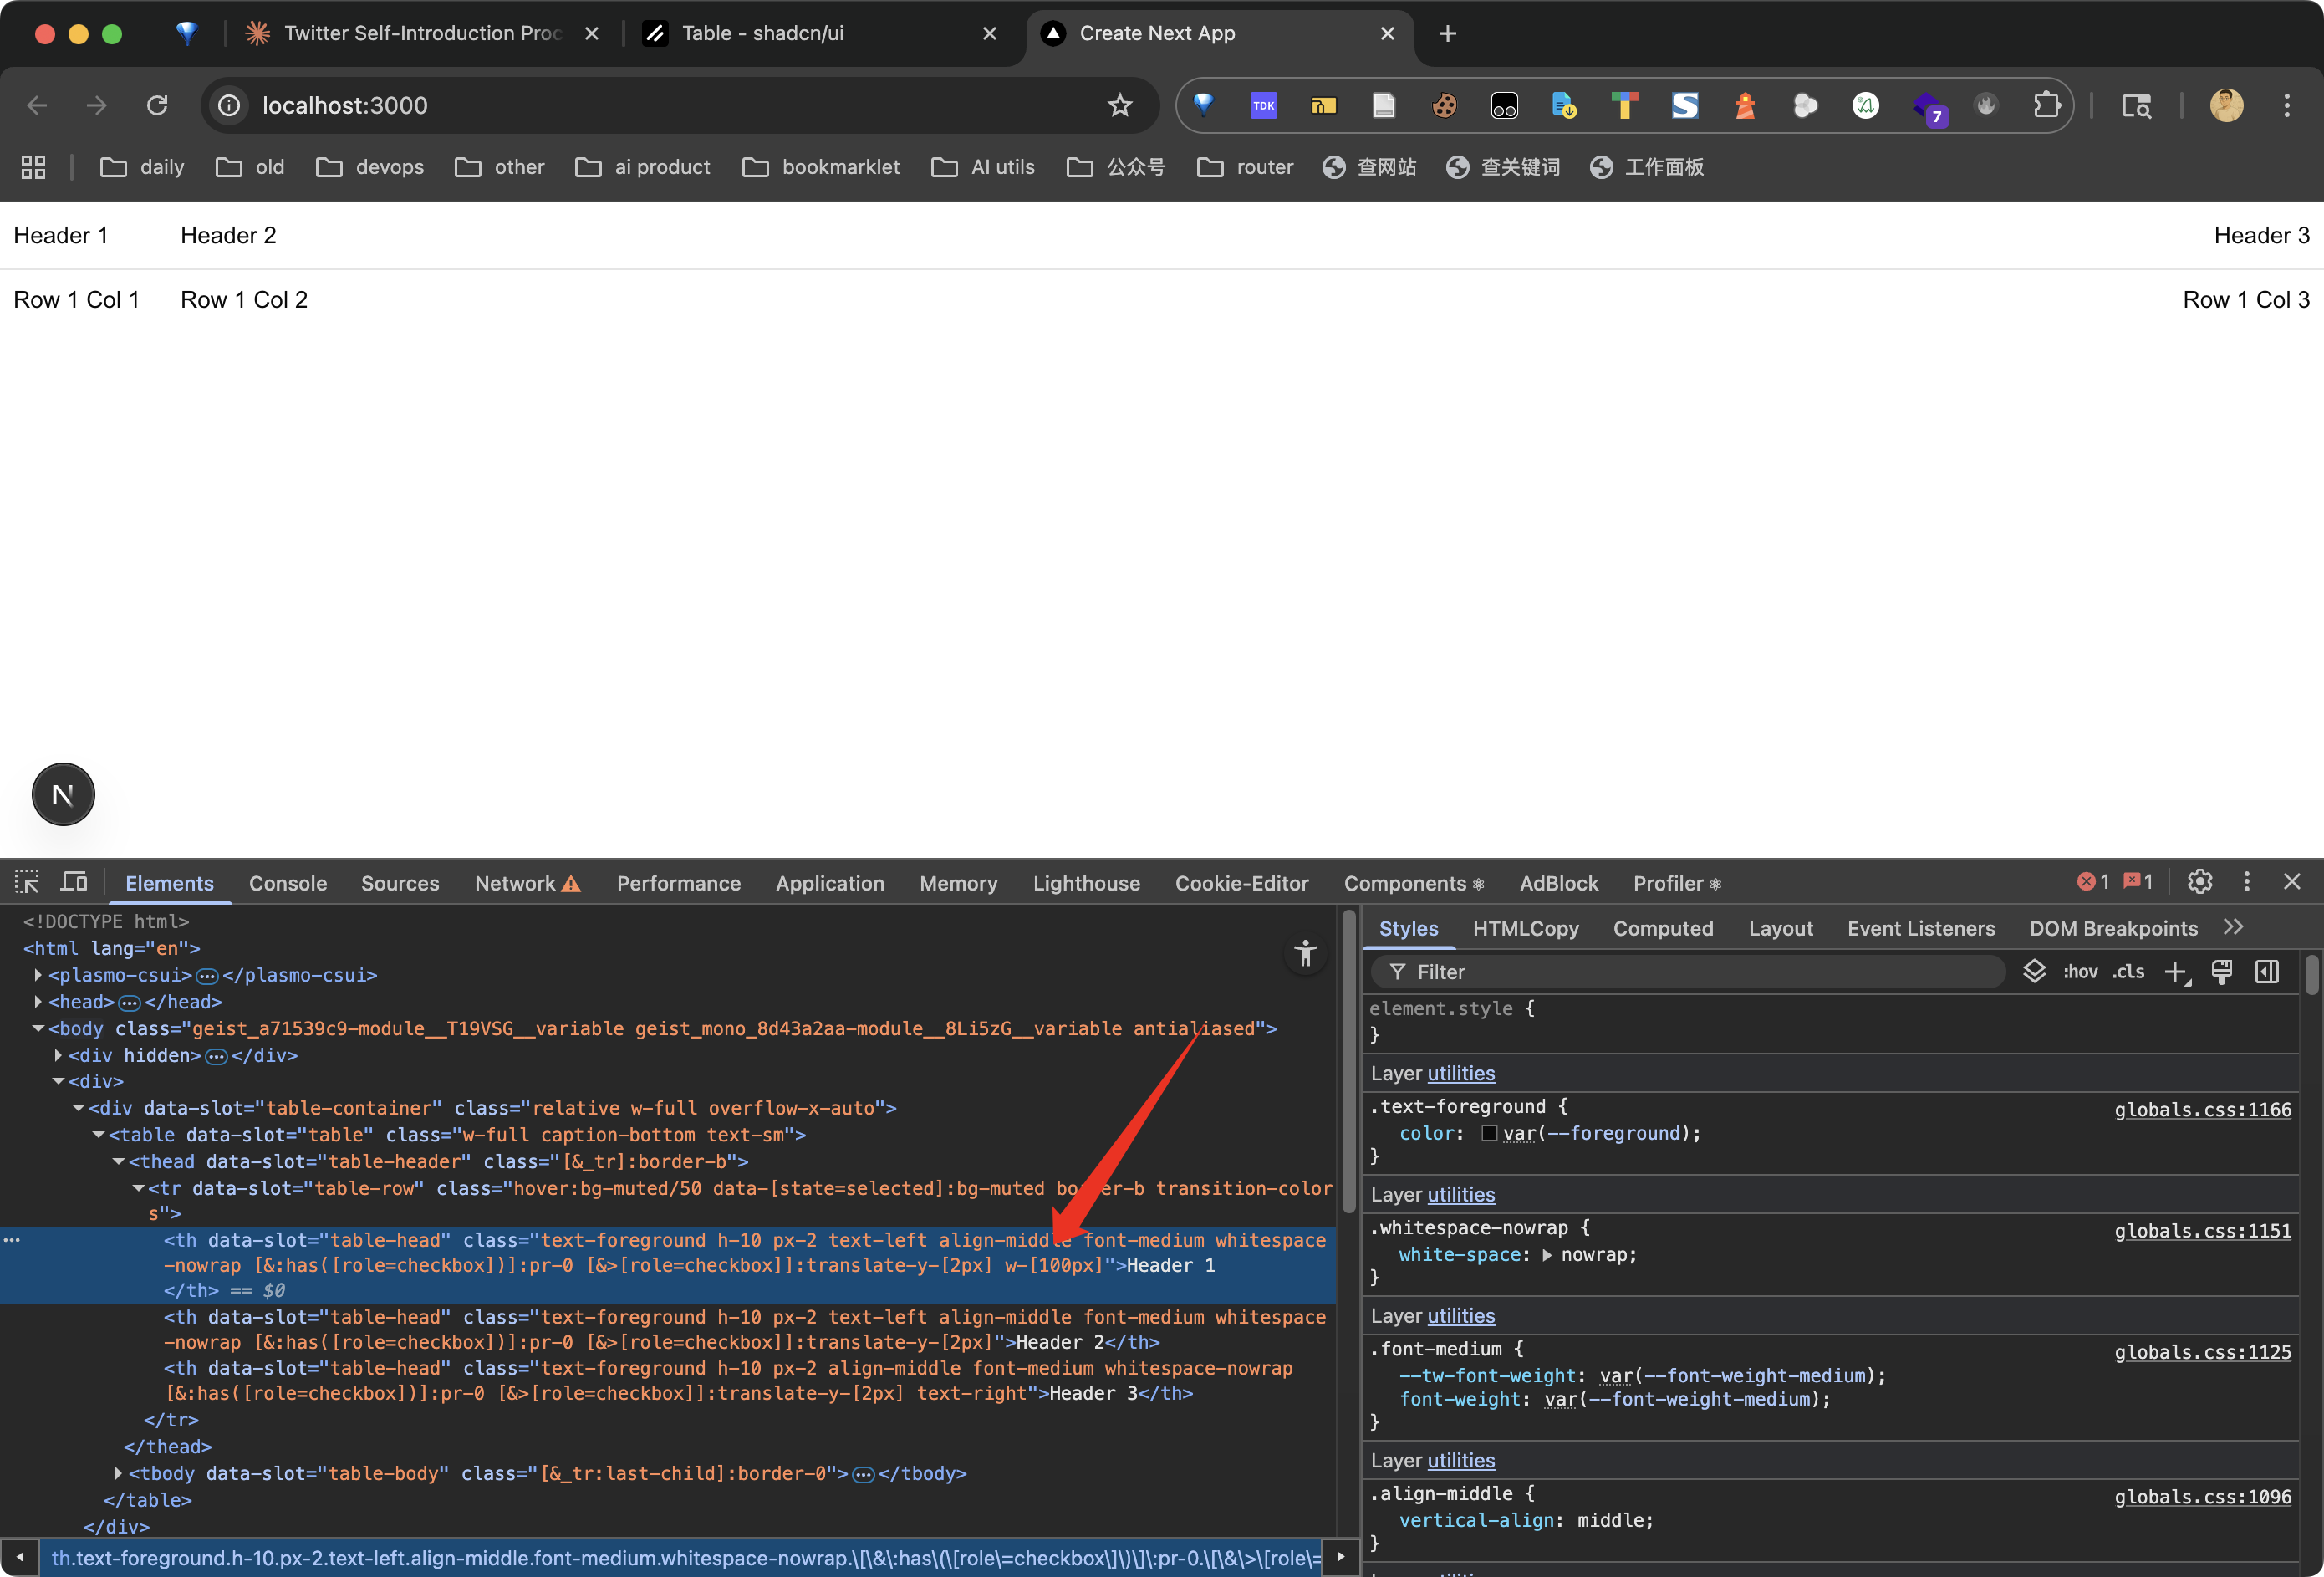 Twitter Self-Introduction Proc
Table - shadcn/ui
Create Next App
localhost:3000
TDK
7
daily
old
devops
other
ai product
bookmarklet
AI utils
公众号
router
查网站
查关键词
工作面板
Header 1 Header 2 Header 3
Row 1 Col 1 Row 1 Col 2 Row 1 Col 3
N
Elements Console Sources Network Performance Application Memory Lighthouse Cookie-Editor Components AdBlock Profiler 1 1
<!DOCTYPE html>
<html lang="en">
<plasmo-csui>…</plasmo-csui>
<head>…</head>
<body class="geist_a71539c9-module__T19VSG__variable geist_mono_8d43a2aa-module__8Li5zG__variable antialiased">
<div hidden>…</div>
<div>
<div data-slot="table-container" class="relative w-full overflow-x-auto">
<table data-slot="table" class="w-full caption-bottom text-sm">
<thead data-slot="table-header" class="[&_tr]:border-b">
<tr data-slot="table-row" class="hover:bg-muted/50 data-[state=selected]:bg-muted border-b transition-color
s">
<th data-slot="table-head" class="text-foreground h-10 px-2 text-left align-middle font-medium whitespace
-nowrap [&:has([role=checkbox])]:pr-0 [&>[role=checkbox]]:translate-y-[2px] w-[100px]">Header 1
</th> == $0
<th data-slot="table-head" class="text-foreground h-10 px-2 text-left align-middle font-medium whitespace
-nowrap [&:has([role=checkbox])]:pr-0 [&>[role=checkbox]]:translate-y-[2px]">Header 2</th>
<th data-slot="table-head" class="text-foreground h-10 px-2 align-middle font-medium whitespace-nowrap
[&:has([role=checkbox])]:pr-0 [&>[role=checkbox]]:translate-y-[2px] text-right">Header 3</th>
</tr>
</thead>
<tbody data-slot="table-body" class="[&_tr:last-child]:border-0">…</tbody>
</table>
</div>
th.text-foreground.h-10.px-2.text-left.align-middle.font-medium.whitespace-nowrap.\[\&\:has\(\[role\=checkbox\]\)\]\:pr-0.\[\&\>\[role\=
Styles HTMLCopy Computed Layout Event Listeners DOM Breakpoints
Filter :hov .cls
element.style {
}
Layer utilities
.text-foreground { globals.css:1166
color: var(--foreground);
}
Layer utilities
.whitespace-nowrap { globals.css:1151
white-space: nowrap;
}
Layer utilities
.font-medium { globals.css:1125
--tw-font-weight: var(--font-weight-medium);
font-weight: var(--font-weight-medium);
}
Layer utilities
.align-middle { globals.css:1096
vertical-align: middle;
}